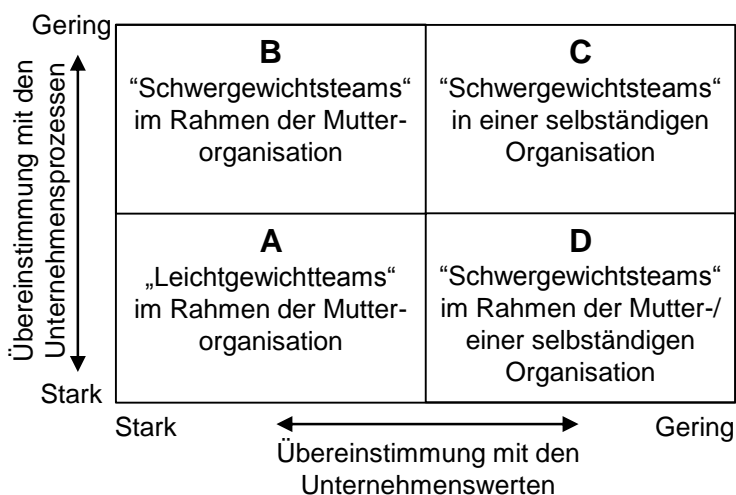 Gering
B
“Schwergewichtsteams“
im Rahmen der Mutter-
organisation
C
“Schwergewichtsteams“
in einer selbständigen
Organisation
Übereinstimmung mit den
Unternehmensprozessen
A
„Leichtgewichtteams“
im Rahmen der Mutter-
organisation
D
“Schwergewichtsteams“
im Rahmen der Mutter-/
einer selbständigen
Organisation
Stark
Stark
Gering
Übereinstimmung mit den
Unternehmenswerten